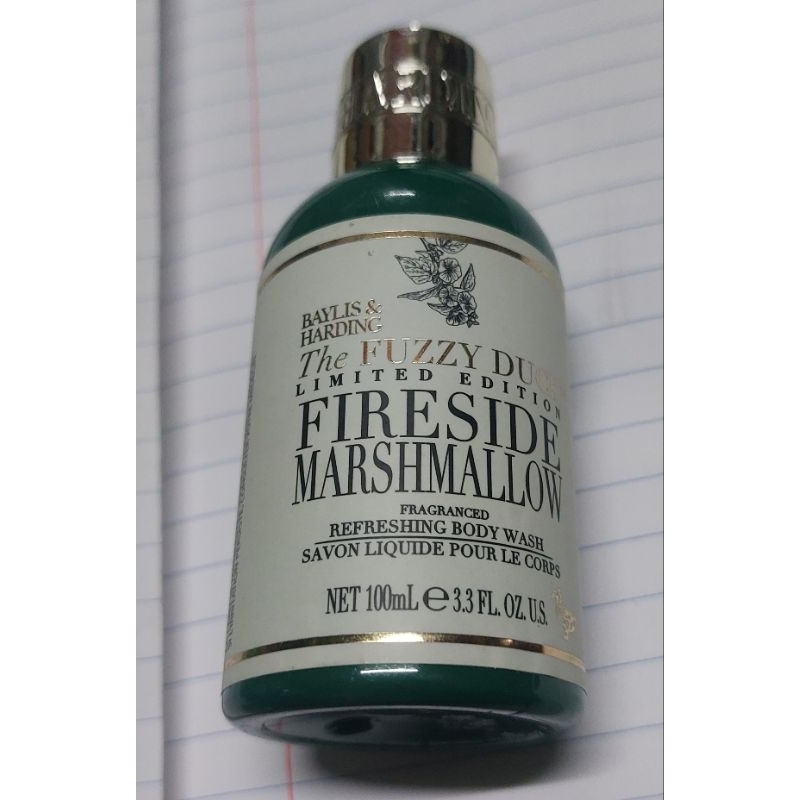 BAYLIS &
HARDING
The FUZZY DUCK
LIMITED EDITION
FIRESIDE
MARSHMALLOW
FRAGRANCED
REFRESHING BODY WASH
SAVON LIQUIDE POUR LE CORPS
NET 100mL ℮ 3.3 FL. OZ. U.S.